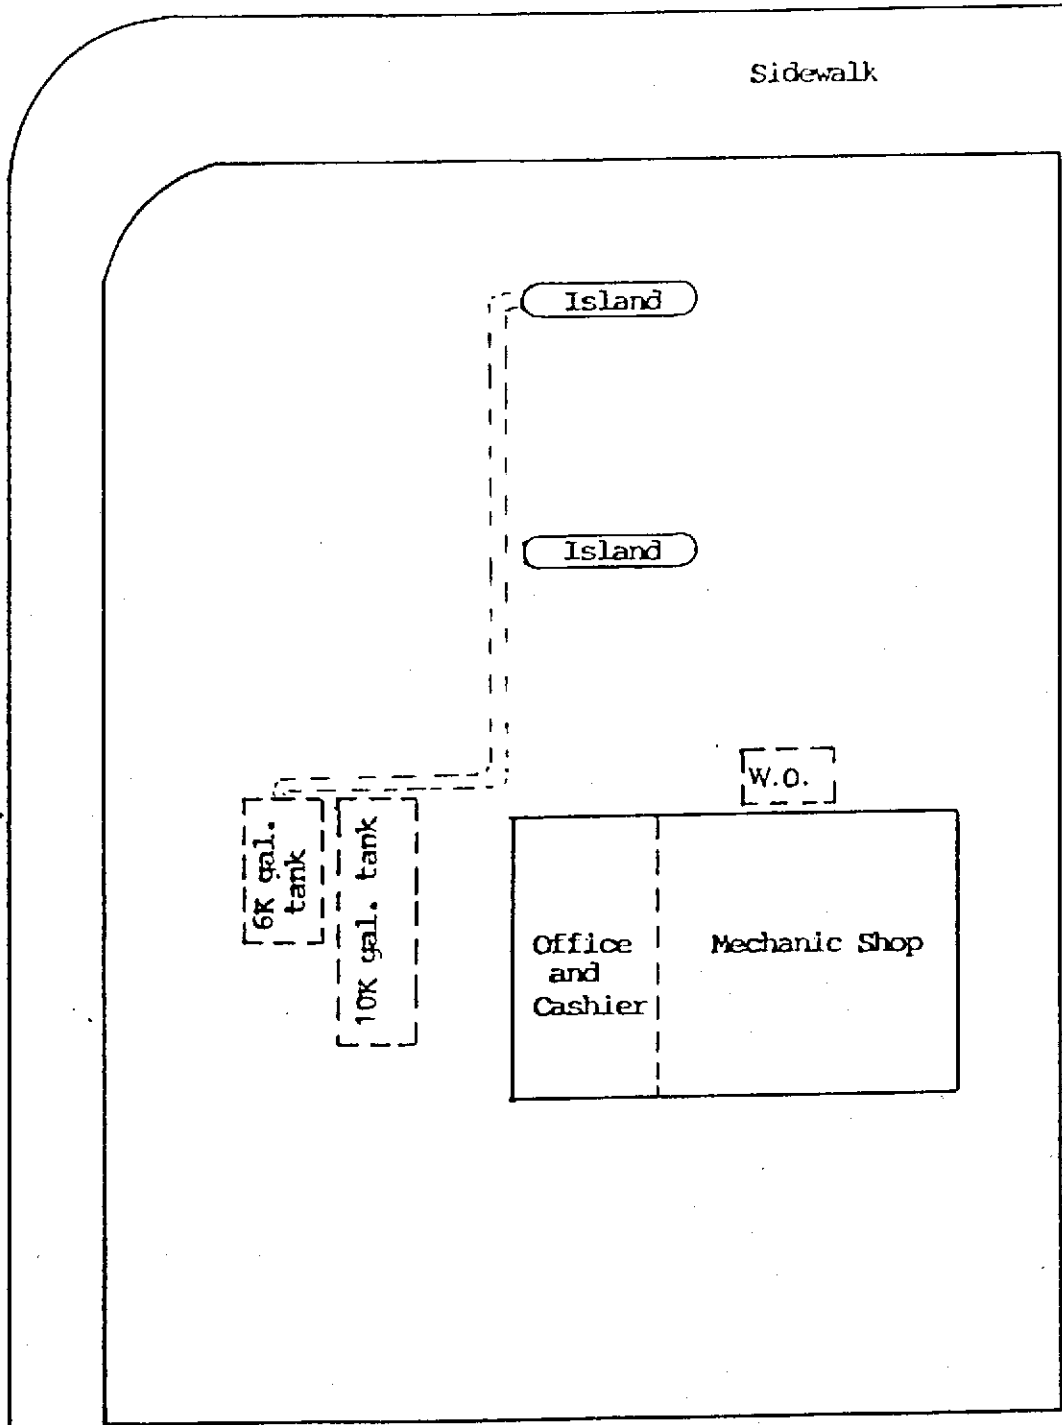 Sidewalk
Island
Island
W.O.
6K gal.
tank
10K gal. tank
Office
and
Cashier
Mechanic Shop